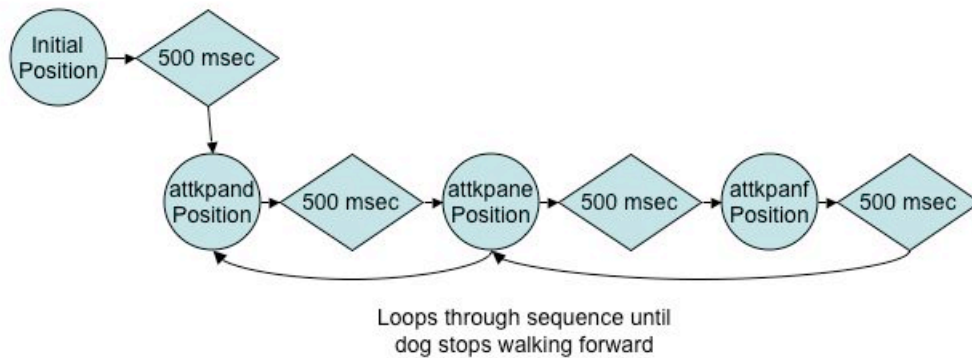 Initial
Position
500 msec
attkpand
Position
500 msec
attkpane
Position
500 msec
attkpanf
Position
500 msec
Loops through sequence until
dog stops walking forward